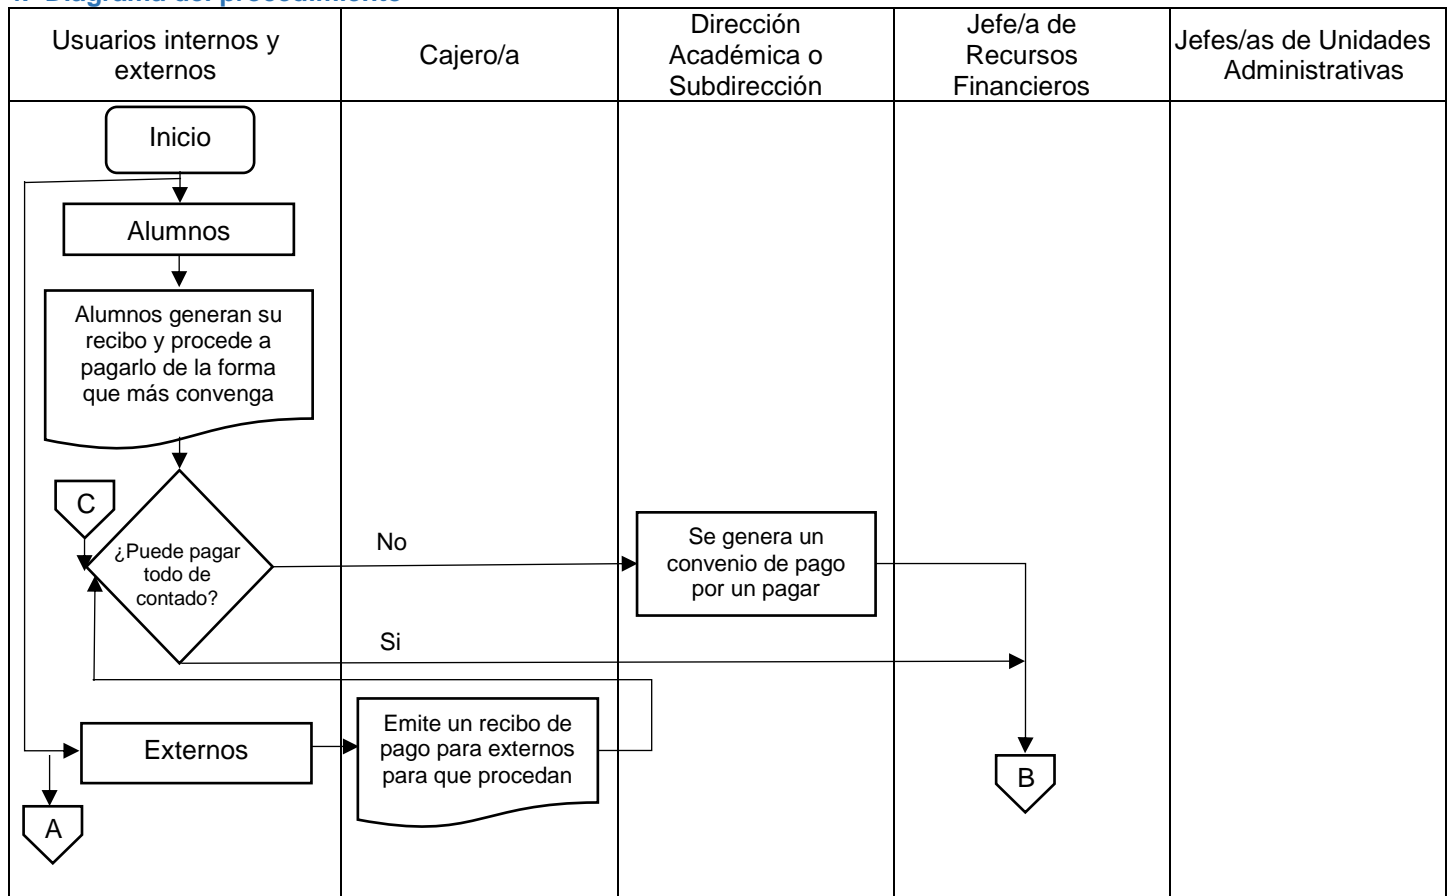 Usuarios internos y
externos
Cajero/a
Dirección
Académica o
Subdirección
Jefe/a de
Recursos
Financieros
Jefes/as de Unidades
Administrativas
Inicio
Alumnos
Alumnos generan su
recibo y procede a
pagarlo de la forma
que más convenga
C
¿Puede pagar
todo de
contado?
No
Se genera un
convenio de pago
por un pagar
Si
Externos
Emite un recibo de
pago para externos
para que procedan
B
A